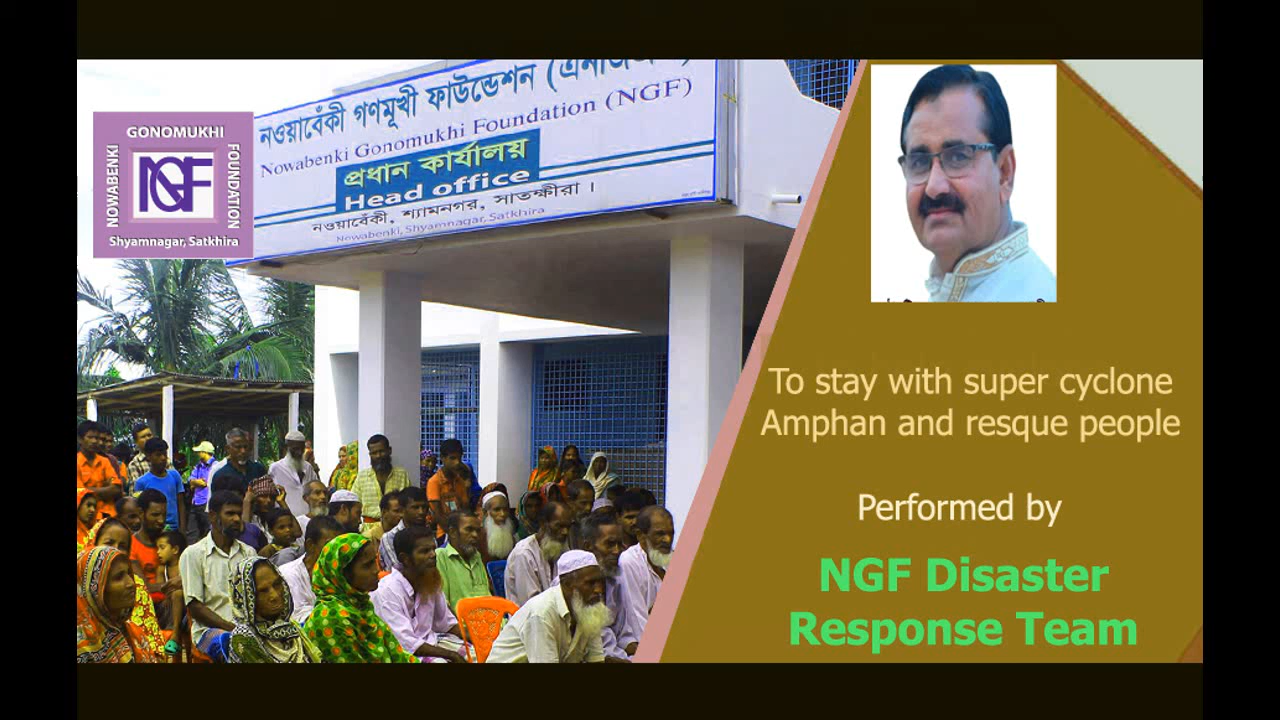 GONOMUKHI
NOWABENKI
NGF
FOUNDATION
Shyamnagar, Satkhira
নওয়াবেঁকী গণমূখী ফাউন্ডেশন
Nowabenki Gonomukhi Foundation (NGF)
প্রধান কার্যালয়
Head office
নওয়াবেঁকী, শ্যামনগর, সাতক্ষীরা ।
Nowabenki, Shyamnagar, Satkhira
To stay with super cyclone
Amphan and resque people
Performed by
NGF Disaster
Response Team